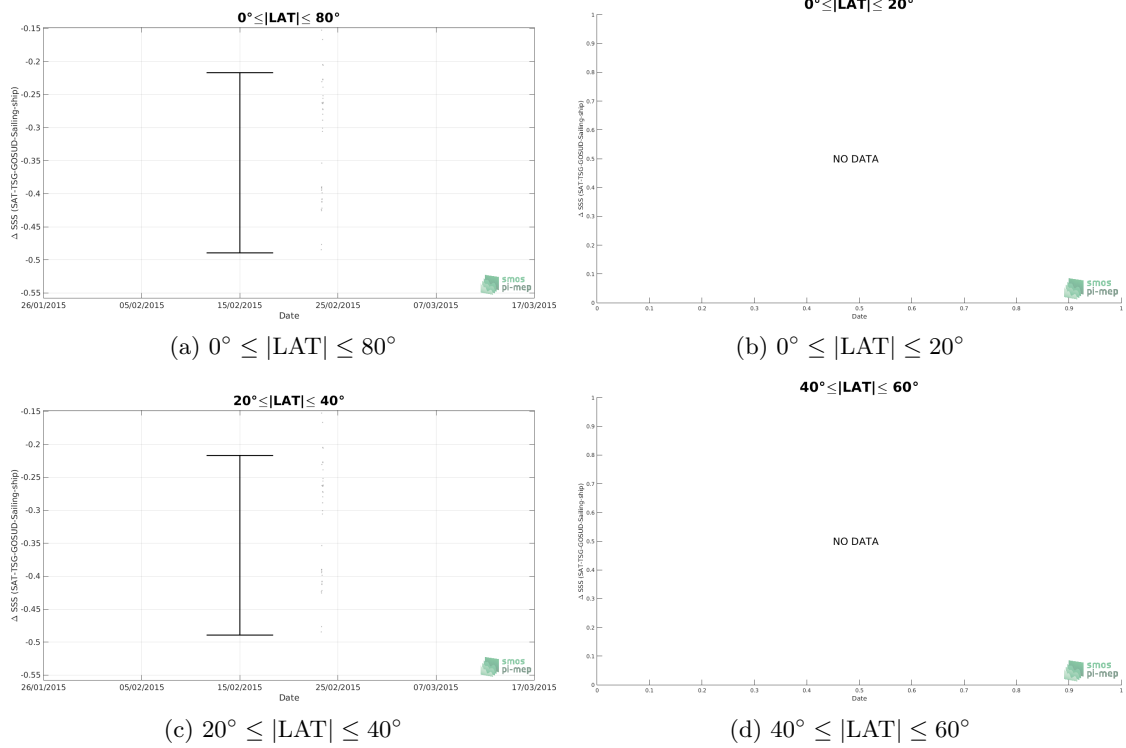 0°≤|LAT|≤ 80°
-0.15
-0.2
-0.25
-0.3
-0.35
-0.4
-0.45
-0.5
-0.55
Δ SSS (SAT-TSG-GOSUD-Sailing-ship)
26/01/2015 05/02/2015 15/02/2015 25/02/2015 07/03/2015 17/03/2015
Date
smos
pi-mep
(a) 0° ≤ |LAT| ≤ 80°
0°≤|LAT|≤ 20°
1
0.9
0.8
0.7
0.6
0.5
0.4
0.3
0.2
0.1
0
Δ SSS (SAT-TSG-GOSUD-Sailing-ship)
NO DATA
0 0.1 0.2 0.3 0.4 0.5 0.6 0.7 0.8 0.9 1
Date
smos
pi-mep
(b) 0° ≤ |LAT| ≤ 20°
20°≤|LAT|≤ 40°
-0.15
-0.2
-0.25
-0.3
-0.35
-0.4
-0.45
-0.5
-0.55
Δ SSS (SAT-TSG-GOSUD-Sailing-ship)
26/01/2015 05/02/2015 15/02/2015 25/02/2015 07/03/2015 17/03/2015
Date
smos
pi-mep
(c) 20° ≤ |LAT| ≤ 40°
40°≤|LAT|≤ 60°
1
0.9
0.8
0.7
0.6
0.5
0.4
0.3
0.2
0.1
0
Δ SSS (SAT-TSG-GOSUD-Sailing-ship)
NO DATA
0 0.1 0.2 0.3 0.4 0.5 0.6 0.7 0.8 0.9 1
Date
smos
pi-mep
(d) 40° ≤ |LAT| ≤ 60°